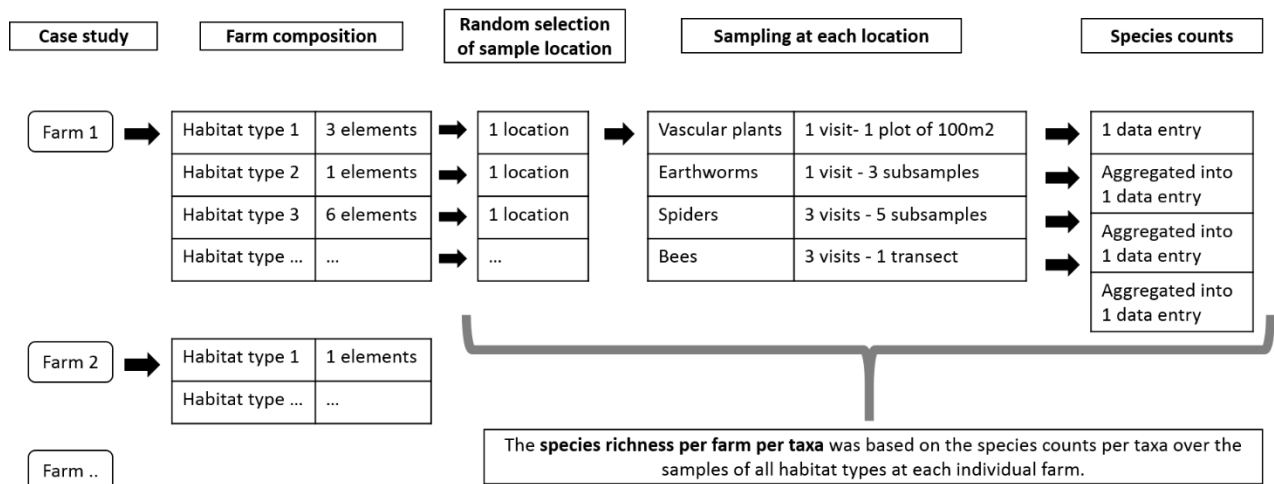 Case study
Farm composition
Random selection
of sample location
Sampling at each location
Species counts
Farm 1
Habitat type 1 3 elements
1 location
Vascular plants 1 visit- 1 plot of 100m2
1 data entry
Habitat type 2 1 elements
1 location
Earthworms 1 visit - 3 subsamples
Aggregated into
1 data entry
Habitat type 3 6 elements
1 location
Spiders 3 visits - 5 subsamples
Aggregated into
1 data entry
Habitat type ... ...
...
Bees 3 visits - 1 transect
Aggregated into
1 data entry
Farm 2
Habitat type 1 1 elements
Habitat type ... ...
Farm ..
The species richness per farm per taxa was based on the species counts per taxa over the
samples of all habitat types at each individual farm.